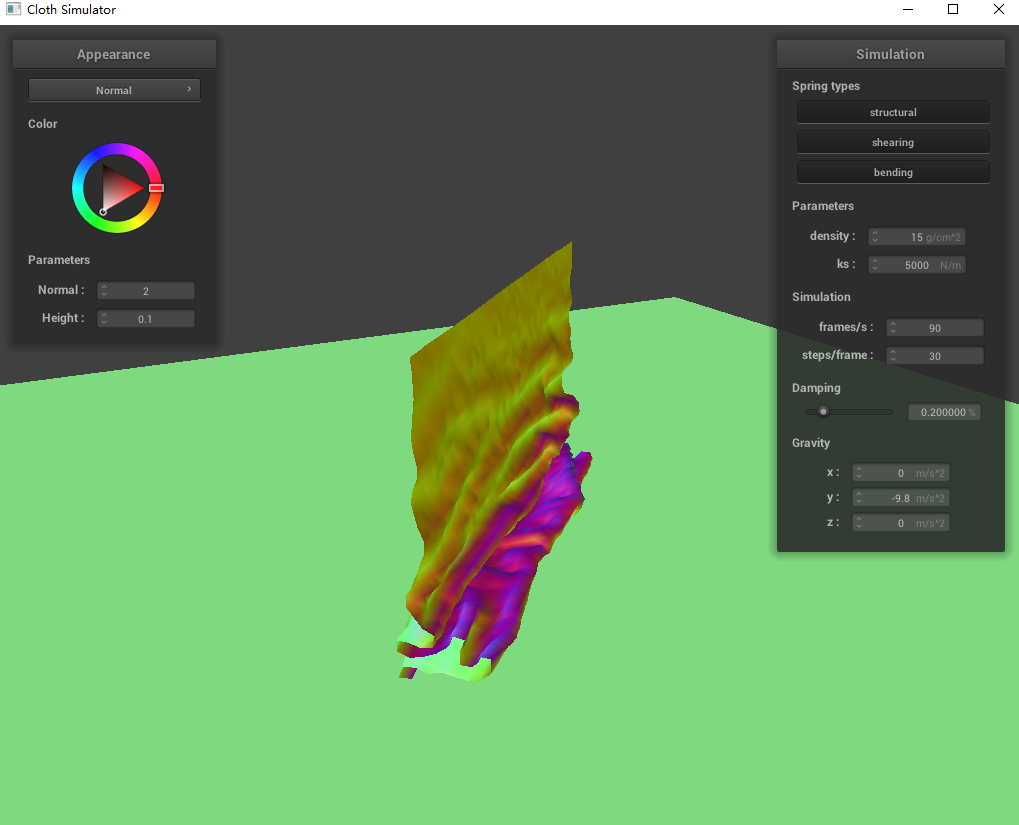 Cloth Simulator
Appearance
Normal
Color
Parameters
Normal : 2
Height : 0.1
Simulation
Spring types
structural
shearing
bending
Parameters
density : 15 g/cm^2
ks : 5000 N/m
Simulation
frames/s : 90
steps/frame : 30
Damping
0.200000 %
Gravity
x : 0 m/s^2
y : -9.8 m/s^2
z : 0 m/s^2